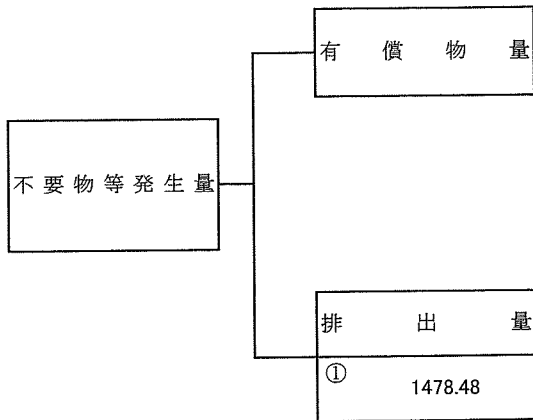 有償物量
不要物等発生量
排出量
①
1478.48